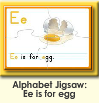 Ee
Ee is for egg.
Alphabet Jigsaw:
Ee is for egg